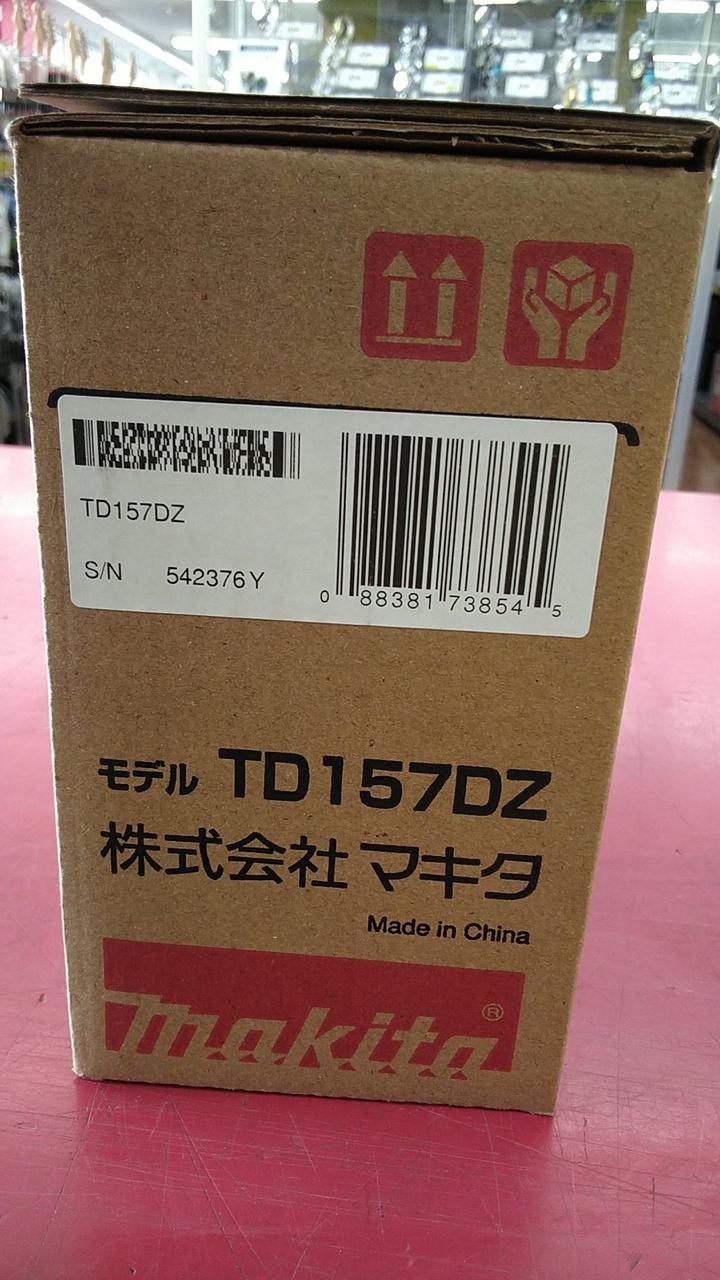 TD157DZ
S/N 542376Y
0 88381 73854 5
モデル TD157DZ
株式会社マキタ
Made in China
makita ®